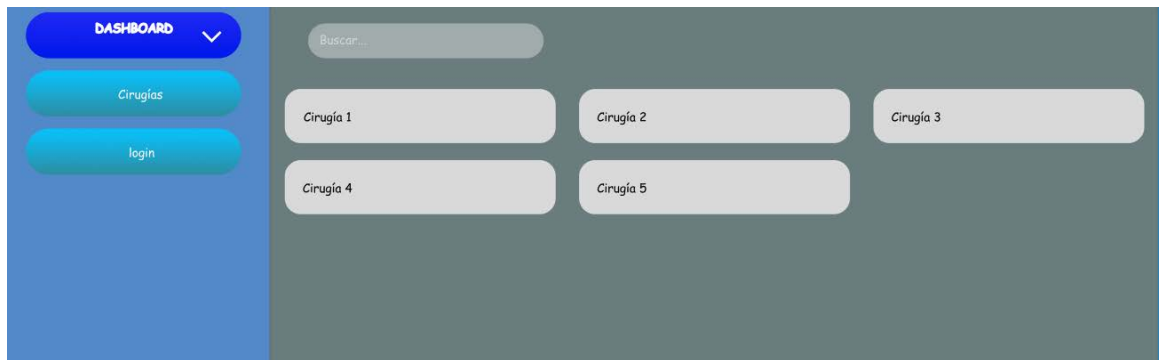 DASHBOARD
Cirugías
login
Buscar...
Cirugía 1
Cirugía 2
Cirugía 3
Cirugía 4
Cirugía 5